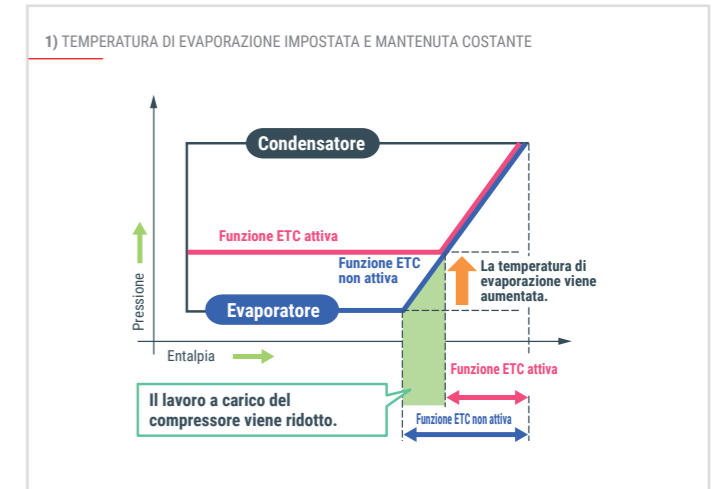 1) TEMPERATURA DI EVAPORAZIONE IMPOSTATA E MANTENUTA COSTANTE
Condensatore
Funzione ETC attiva
Funzione ETC
non attiva
La temperatura di
evaporazione viene
aumentata.
Pressione
Evaporatore
Entalpia
Funzione ETC attiva
Il lavoro a carico del
compressore viene ridotto.
Funzione ETC non attiva